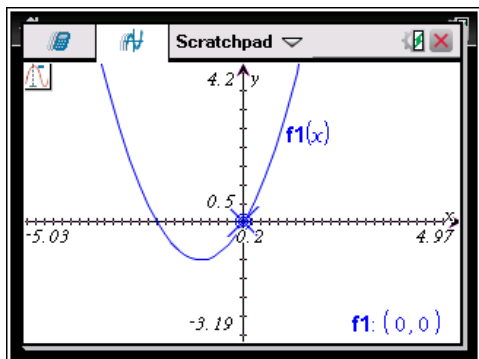 Scratchpad
4.2 y
f1(x)
0.5
x
-5.03 0.2 4.97
-3.19 f1: (0,0)